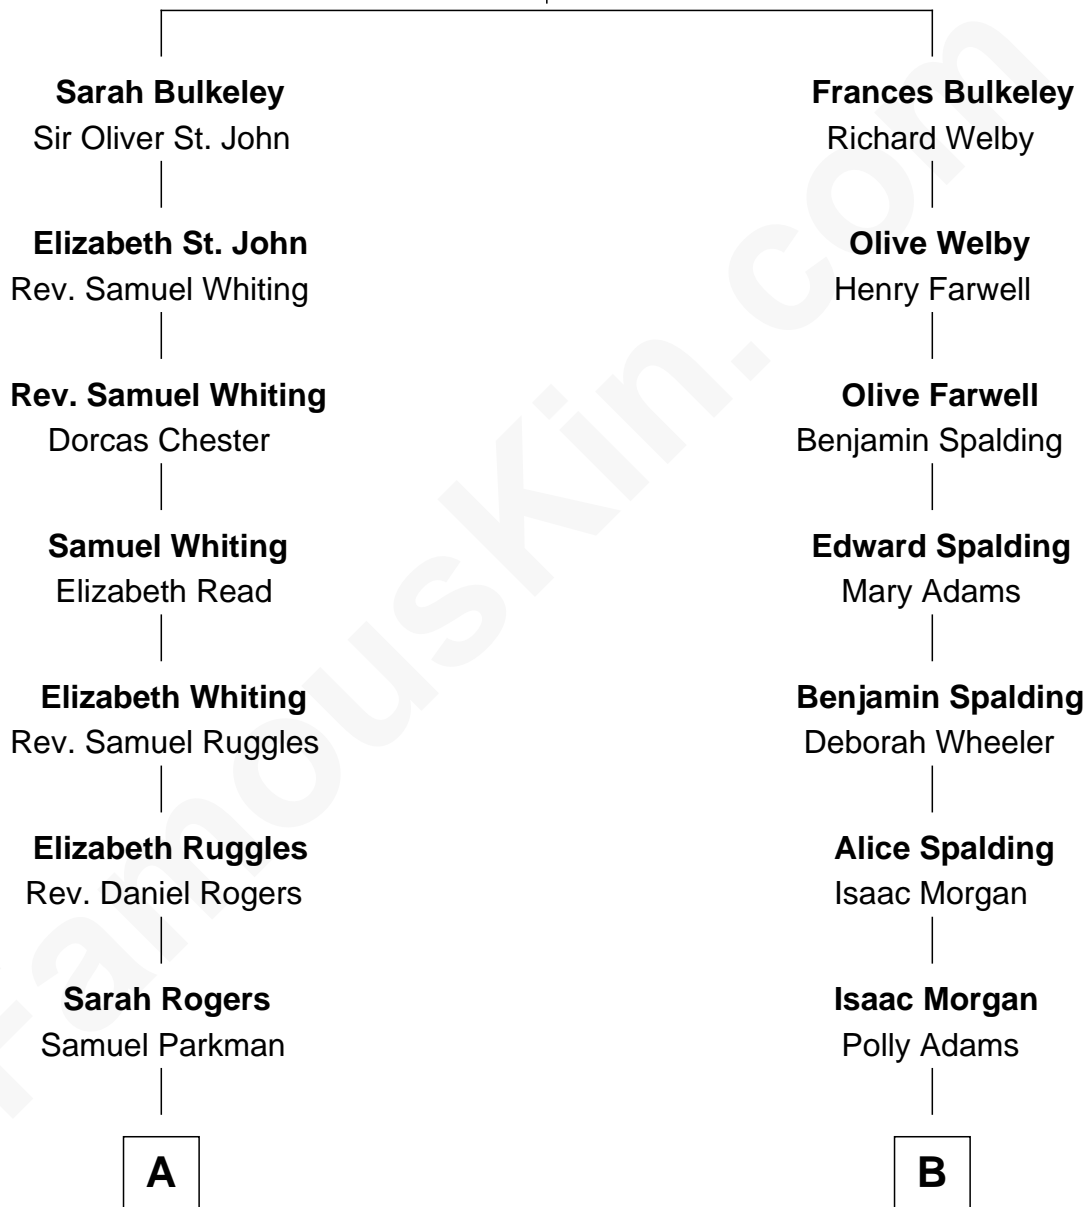 Sarah Bulkeley
Sir Oliver St. John
Elizabeth St. John
Rev. Samuel Whiting
Rev. Samuel Whiting
Dorcas Chester
Samuel Whiting
Elizabeth Read
Elizabeth Whiting
Rev. Samuel Ruggles
Elizabeth Ruggles
Rev. Daniel Rogers
Sarah Rogers
Samuel Parkman
A
Frances Bulkeley
Richard Welby
Olive Welby
Henry Farwell
Olive Farwell
Benjamin Spalding
Edward Spalding
Mary Adams
Benjamin Spalding
Deborah Wheeler
Alice Spalding
Isaac Morgan
Isaac Morgan
Polly Adams
B
FamousKin.com